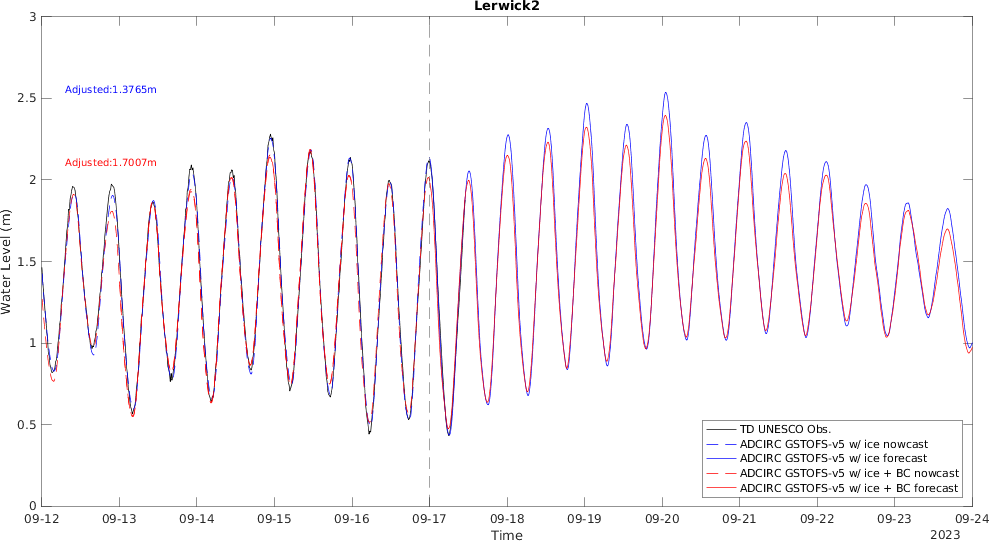 Lerwick2
3
2.5
2
1.5
1
0.5
0
Water Level (m)
Adjusted:1.3765m
Adjusted:1.7007m
TD UNESCO Obs.
ADCIRC GSTOFS-v5 w/ ice nowcast
ADCIRC GSTOFS-v5 w/ ice forecast
ADCIRC GSTOFS-v5 w/ ice + BC nowcast
ADCIRC GSTOFS-v5 w/ ice + BC forecast
09-12 09-13 09-14 09-15 09-16 09-17 09-18 09-19 09-20 09-21 09-22 09-23 09-24
Time
2023